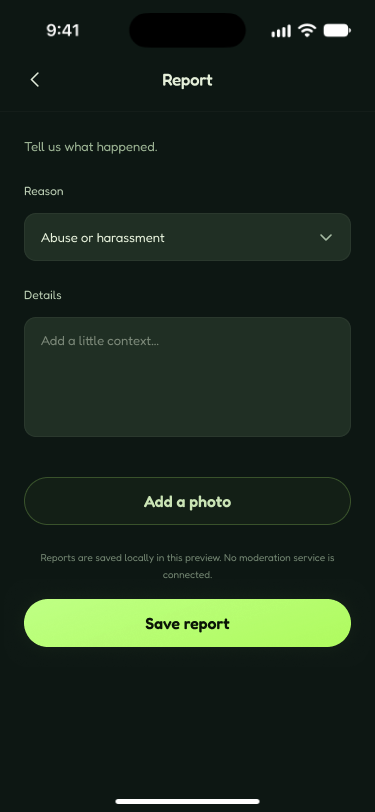 9:41
Report
Tell us what happened.
Reason
Abuse or harassment
Details
Add a little context...
Add a photo
Reports are saved locally in this preview. No moderation service is
connected.
Save report